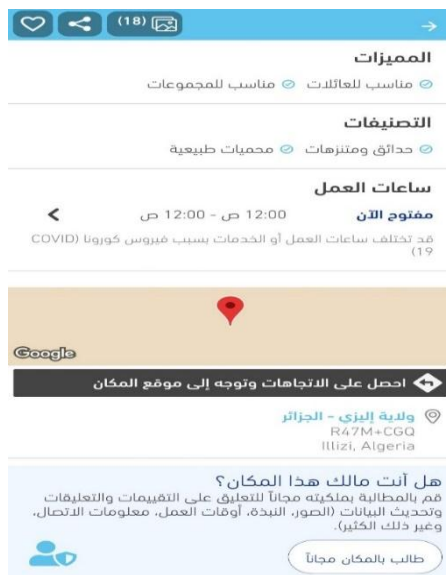 (18)
المميزات
مناسب للعائلات مناسب للمجموعات
التصنيفات
حدائق ومتنزهات محميات طبيعية
ساعات العمل
مفتوح الآن 12:00 ص - 12:00 ص
قد تختلف ساعات العمل أو الخدمات بسبب فيروس كورونا (COVID
19)
Google
احصل على الاتجاهات وتوجه إلى موقع المكان
ولاية إليزي - الجزائر
R47M+CGQ
Illizi, Algeria
هل أنت مالك هذا المكان؟
قم بالمطالبة بملكيته مجاناً للتعليق على التقييمات والتعليقات
وتحديث البيانات (الصور، النبذة، أوقات العمل، معلومات الاتصال،
وغير ذلك الكثير).
طالب بالمكان مجاناً